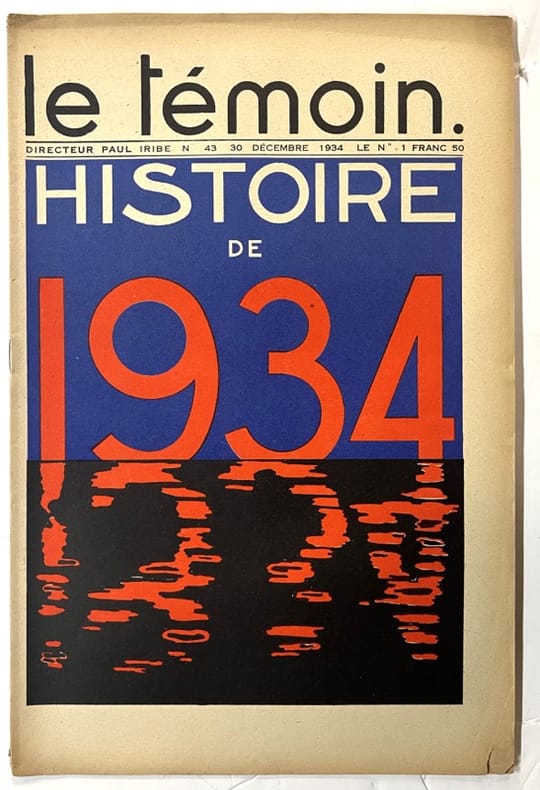 le témoin.
DIRECTEUR PAUL IRIBE N 43 30 DÉCEMBRE 1934 LE N° . 1 FRANC 50
HISTOIRE
DE
1934